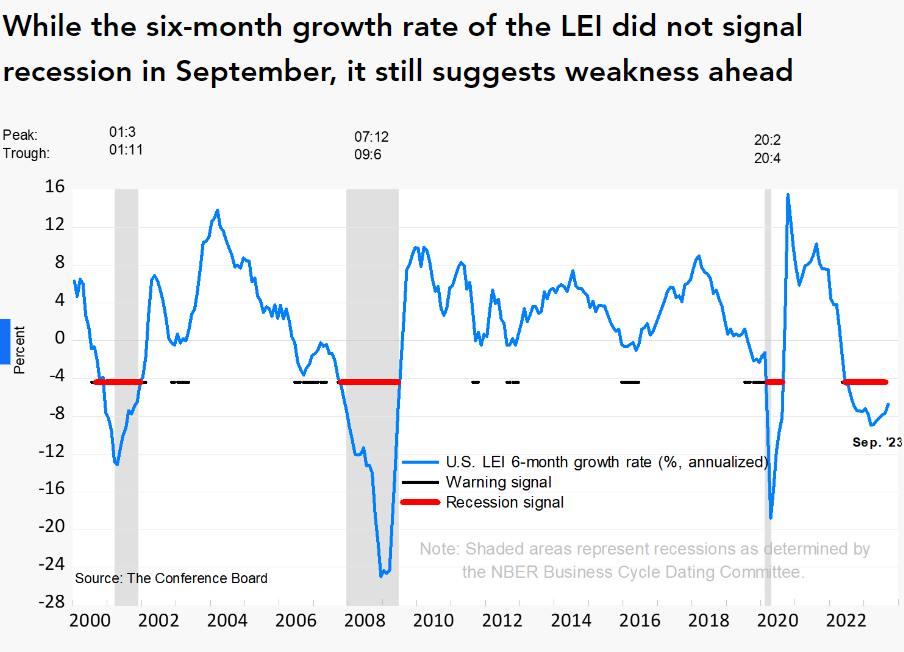 While the six-month growth rate of the LEI did not signal
recession in September, it still suggests weakness ahead
Peak: 01:3 07:12 20:2
Trough: 01:11 09:6 20:4
16
12
8
4
0
-4
-8
-12
-16
-20
-24
-28
Percent
Sep. '23
U.S. LEI 6-month growth rate (%, annualized)
Warning signal
Recession signal
Note: Shaded areas represent recessions as determined by
the NBER Business Cycle Dating Committee.
Source: The Conference Board
2000 2002 2004 2006 2008 2010 2012 2014 2016 2018 2020 2022